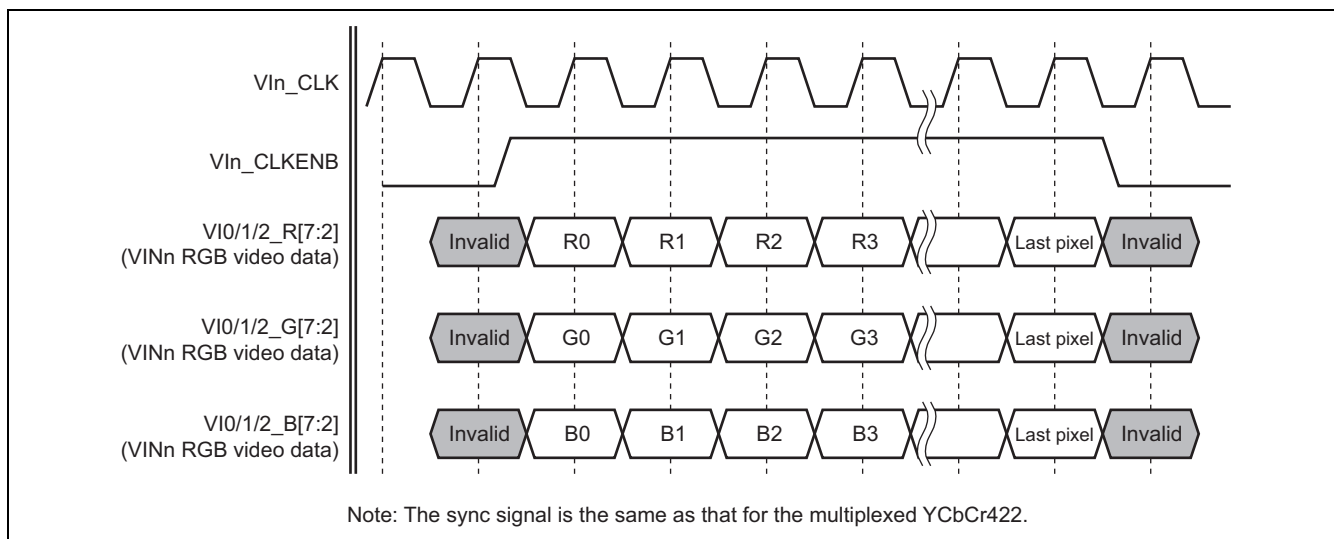 VIn_CLK
VIn_CLKENB
VI0/1/2_R[7:2]
(VINn RGB video data)
Invalid R0 R1 R2 R3 Last pixel Invalid
VI0/1/2_G[7:2]
(VINn RGB video data)
Invalid G0 G1 G2 G3 Last pixel Invalid
VI0/1/2_B[7:2]
(VINn RGB video data)
Invalid B0 B1 B2 B3 Last pixel Invalid
Note: The sync signal is the same as that for the multiplexed YCbCr422.